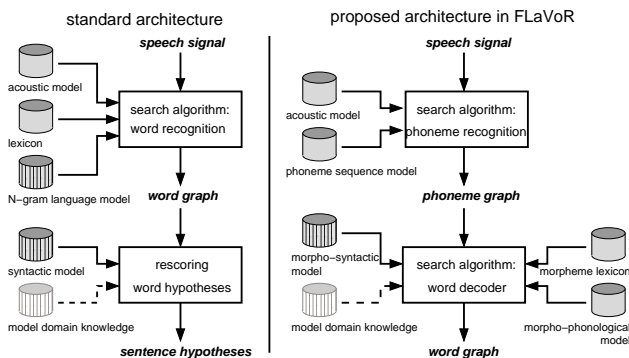 standard architecture
speech signal
acoustic model
lexicon
N-gram language model
search algorithm:
word recognition
word graph
syntactic model
model domain knowledge
rescoring
word hypotheses
sentence hypotheses
proposed architecture in FLaVoR
speech signal
acoustic model
phoneme sequence model
search algorithm:
phoneme recognition
phoneme graph
morpho-syntactic
model
model domain knowledge
search algorithm:
word decoder
morpheme lexicon
morpho-phonological
model
word graph